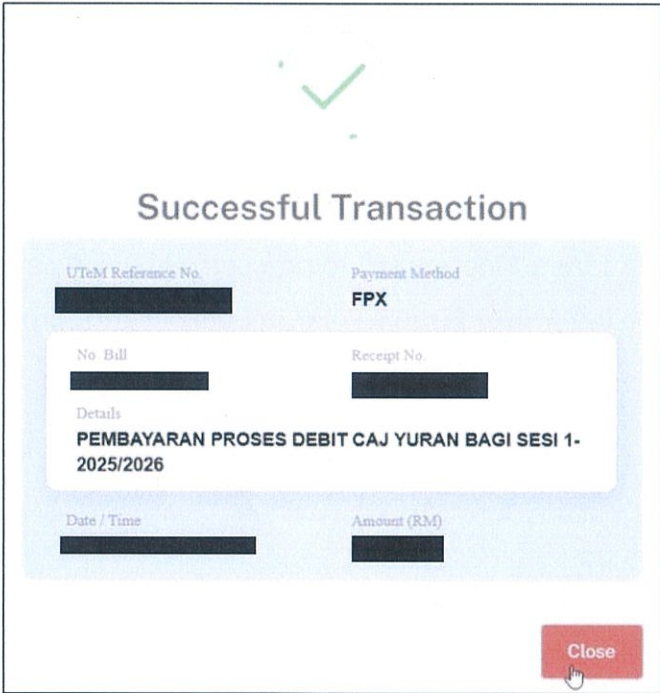 Successful Transaction
UTeM Reference No.
Payment Method
FPX
No. Bill
Receipt No.
Details
PEMBAYARAN PROSES DEBIT CAJ YURAN BAGI SESI 1-
2025/2026
Date / Time
Amount (RM)
Close